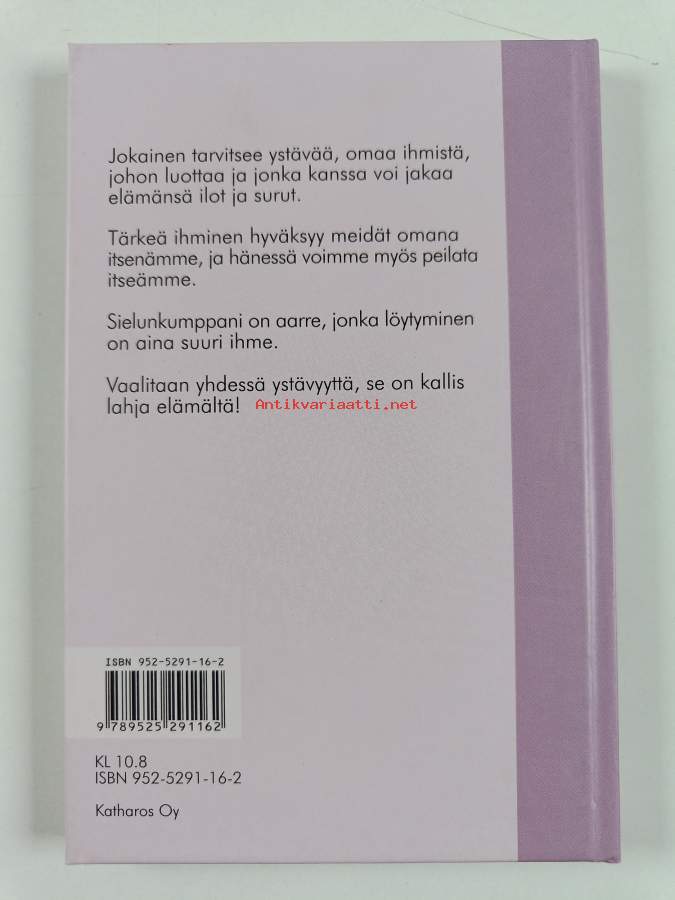 Jokainen tarvitsee ystävää, omaa ihmistä,
johon luottaa ja jonka kanssa voi jakaa
elämänsä ilot ja surut.
Tärkeä ihminen hyväksyy meidät omana
itsenämme, ja hänessä voimme myös peilata
itseämme.
Sielunkumppani on aarre, jonka löytyminen
on aina suuri ihme.
Vaalitaan yhdessä ystävyyttä, se on kallis
lahja elämältä! Antikvariaatti.net
ISBN 952-5291-16-2
9 789525 291162
KL 10.8
ISBN 952-5291-16-2
Katharos Oy